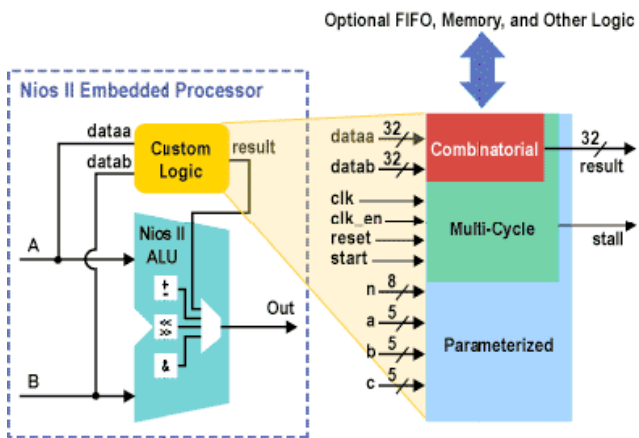 Optional FIFO, Memory, and Other Logic
Nios II Embedded Processor
dataa
datab
Custom
Logic
result
A
B
Nios II
ALU
+
-
<<
>>
&
Out
dataa
32
datab
32
clk
clk_en
reset
start
n
8
a
5
b
5
c
5
Combinatorial
Multi-Cycle
Parameterized
32
result
stall